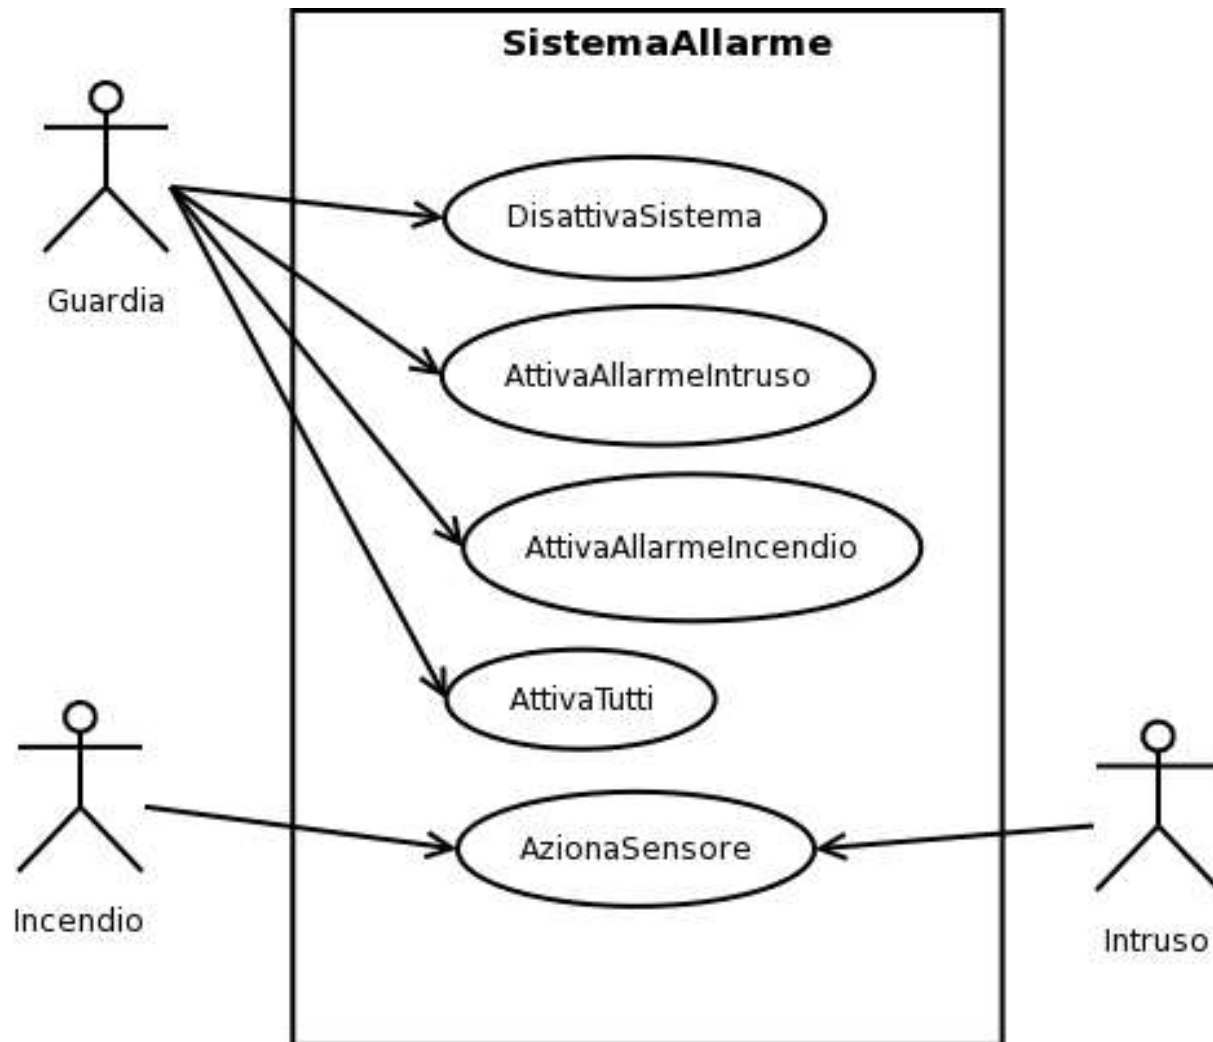 SistemaAllarme
DisattivaSistema
Guardia
AttivaAllarmeIntruso
AttivaAllarmeIncendio
AttivaTutti
AzionaSensore
Incendio
Intruso